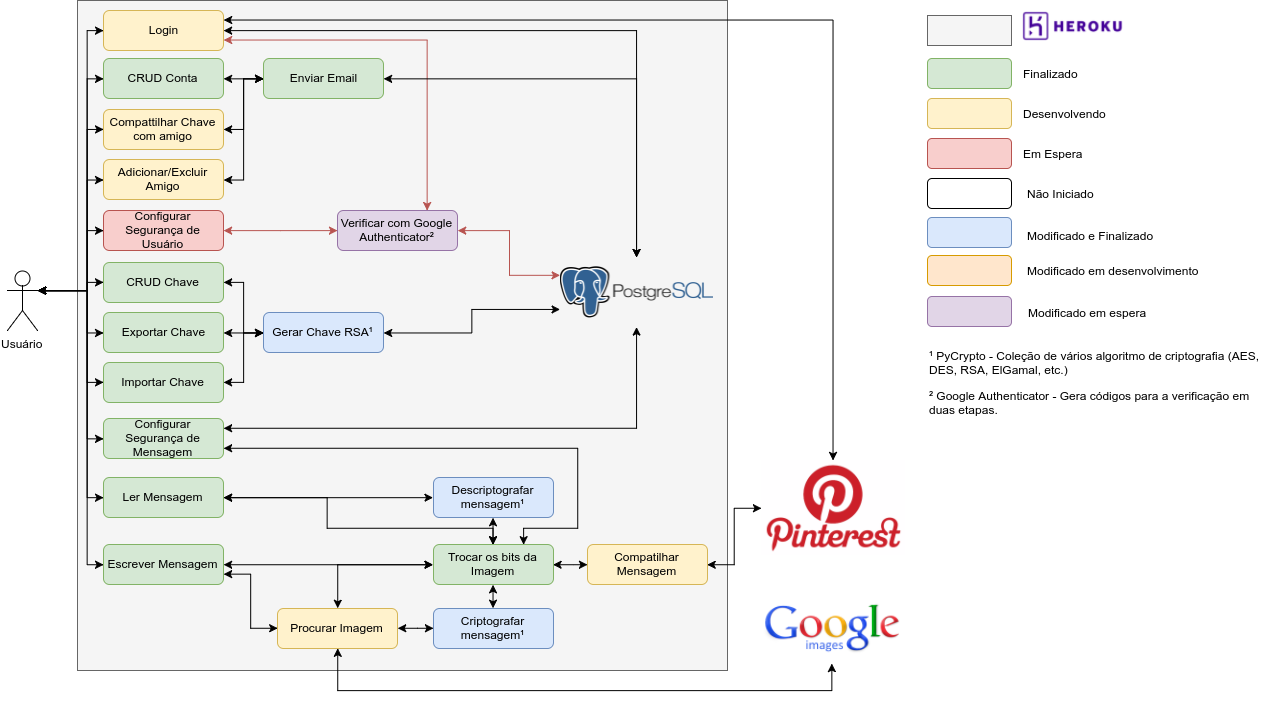 Login
CRUD Conta
Enviar Email
Compattilhar Chave
com amigo
Adicionar/Excluir
Amigo
Configurar
Segurança de
Usuário
Verificar com Google
Authenticator²
CRUD Chave
Exportar Chave
Gerar Chave RSA¹
Importar Chave
Configurar
Segurança de
Mensagem
Ler Mensagem
Descriptografar
mensagem¹
Escrever Mensagem
Trocar os bits da
Imagem
Compatilhar
Mensagem
Procurar Imagem
Criptografar
mensagem¹
Usuário
PostgreSQL
Pinterest
Google
images
HEROKU
Finalizado
Desenvolvendo
Em Espera
Não Iniciado
Modificado e Finalizado
Modificado em desenvolvimento
Modificado em espera
¹ PyCrypto - Coleção de vários algoritmo de criptografia (AES,
DES, RSA, ElGamal, etc.)
² Google Authenticator - Gera códigos para a verificação em
duas etapas.